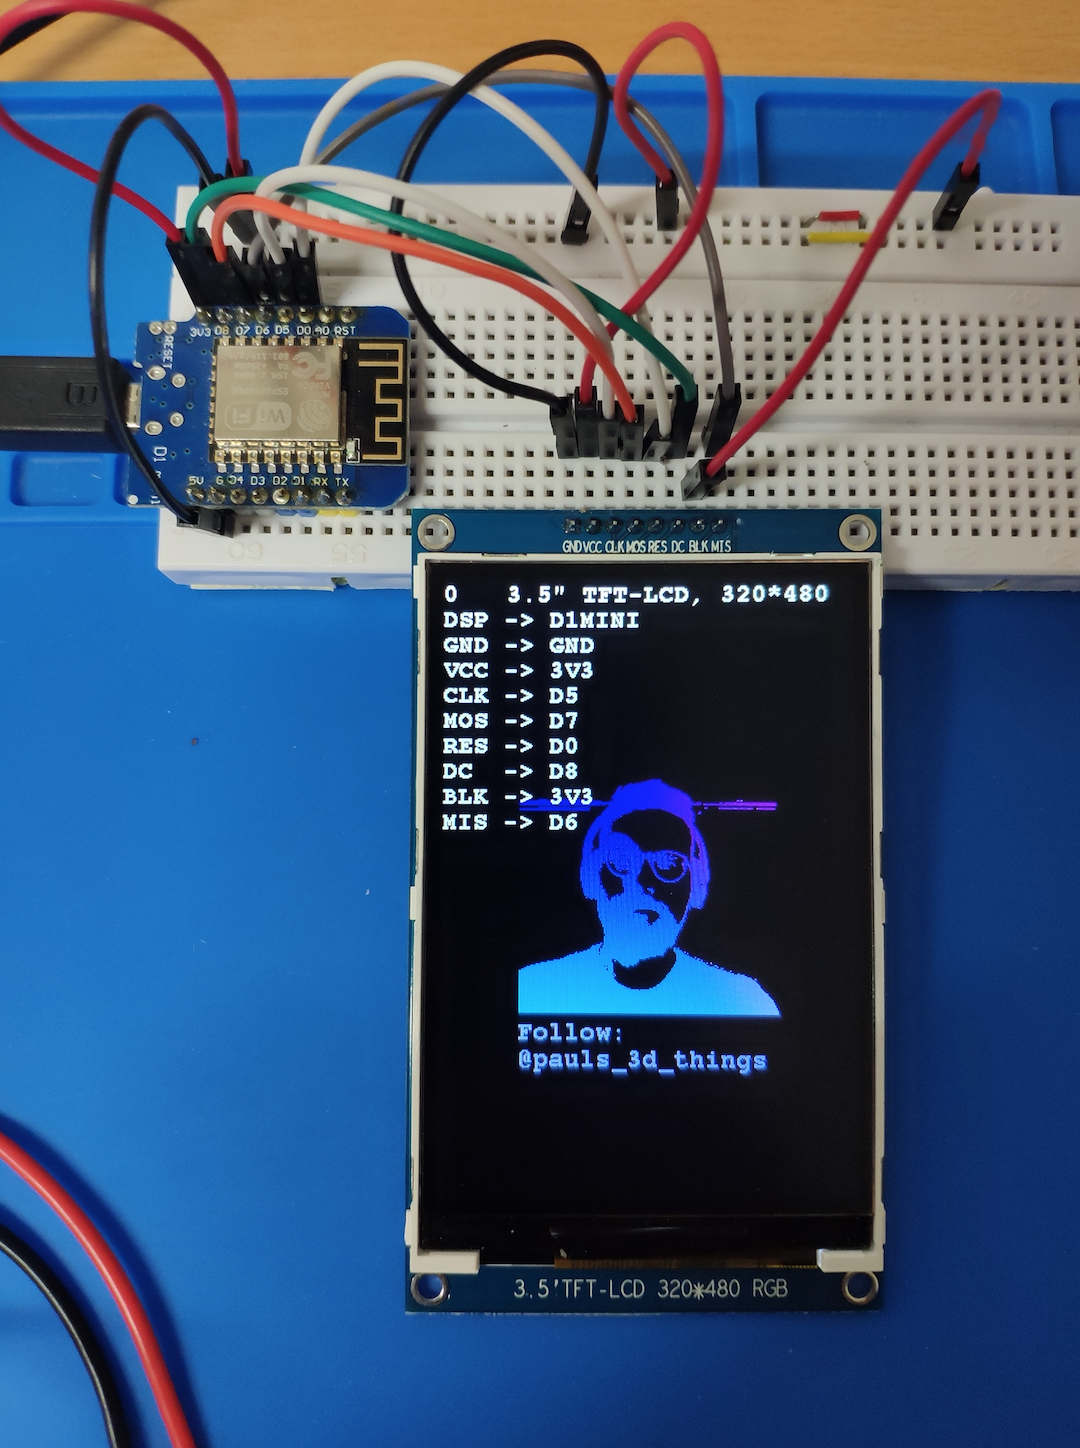 3V3 D8 D7 D6 D5 D0 A0 RST
RESET
WiFi
D1
5V G D4 D3 D2 D1 RX TX
60
55
GND VCC CLK MOS RES DC BLK MIS
0 3.5" TFT-LCD, 320*480
DSP -> D1MINI
GND -> GND
VCC -> 3V3
CLK -> D5
MOS -> D7
RES -> D0
DC -> D8
BLK -> 3V3
MIS -> D6
Follow:
@pauls_3d_things
3.5'TFT-LCD 320*480 RGB